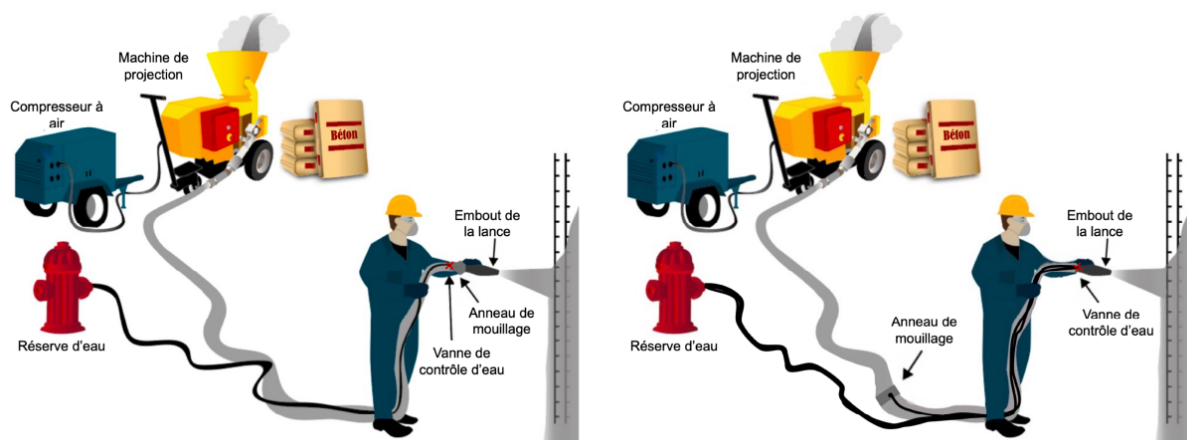 Machine de
projection
Compresseur à
air
Béton
Embout de
la lance
Anneau de
mouillage
Vanne de
contrôle d'eau
Réserve d'eau
Machine de
projection
Compresseur à
air
Béton
Embout de
la lance
Vanne de
contrôle d'eau
Anneau de
mouillage
Réserve d'eau